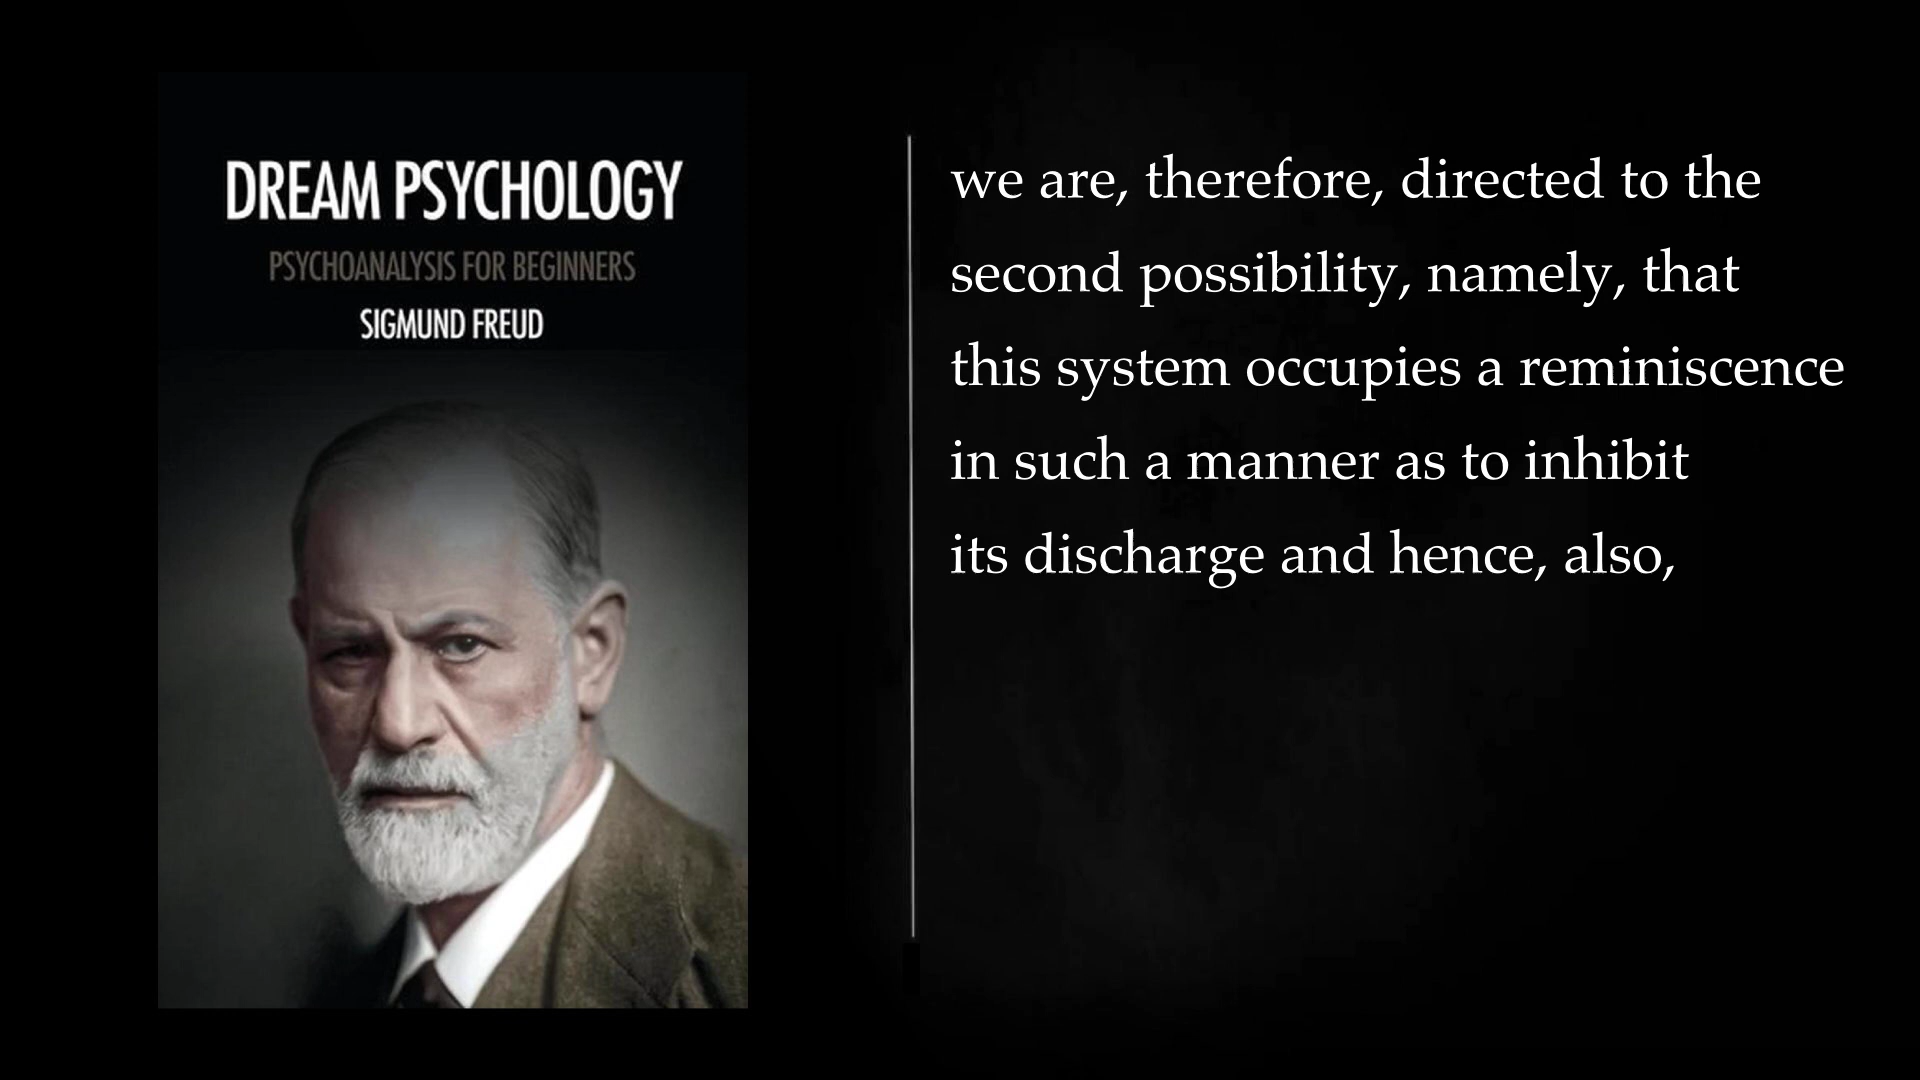 DREAM PSYCHOLOGY
PSYCHOANALYSIS FOR BEGINNERS
SIGMUND FREUD
we are, therefore, directed to the
second possibility, namely, that
this system occupies a reminiscence
in such a manner as to inhibit
its discharge and hence, also,